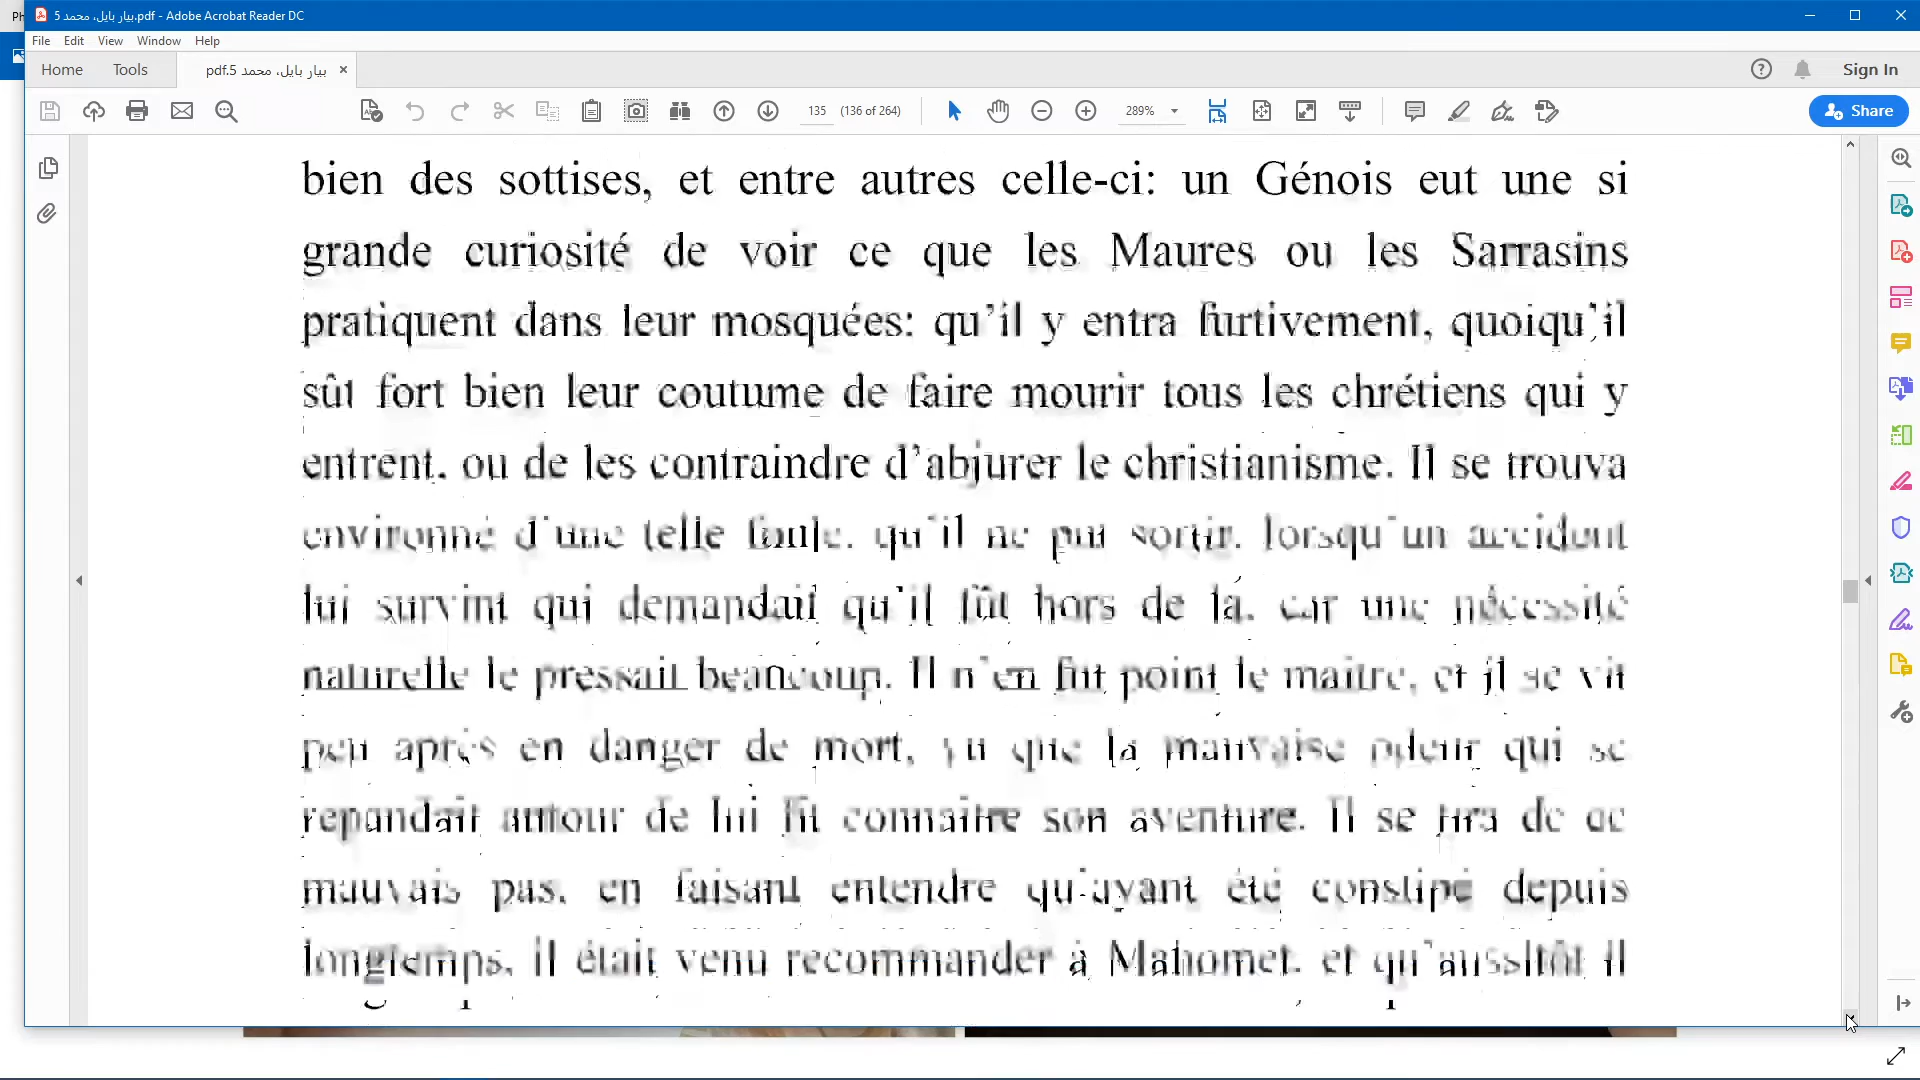 بيار بايل، محمد 5.pdf - Adobe Acrobat Reader DC
File Edit View Window Help
Home Tools بيار بايل، محمد 5.pdf Sign In
135 (136 of 264) 289% Share
bien des sottises, et entre autres celle-ci: un Génois eut une si
grande curiosité de voir ce que les Maures ou les Sarrasins
pratiquent dans leur mosquées: qu'il y entra furtivement, quoiqu'il
sût fort bien leur coutume de faire mourir tous les chrétiens qui y
entrent, ou de les contraindre d'abjurer le christianisme. Il se trouva
environné d'une telle foule, qu'il ne put sortir, lorsqu'un accident
lui survint qui demandait qu'il fût hors de là, car une nécessité
naturelle le pressait beaucoup. Il n'en fut point le maître, et il se vit
peu après en danger de mort, vu que la mauvaise odeur qui se
repandait autour de lui fit connaitre son aventure. Il se tira de ce
mauvais pas, en faisant entendre qu'ayant été constipé depuis
longtemps, il était venu recommander à Mahomet, et qu'aussitôt il